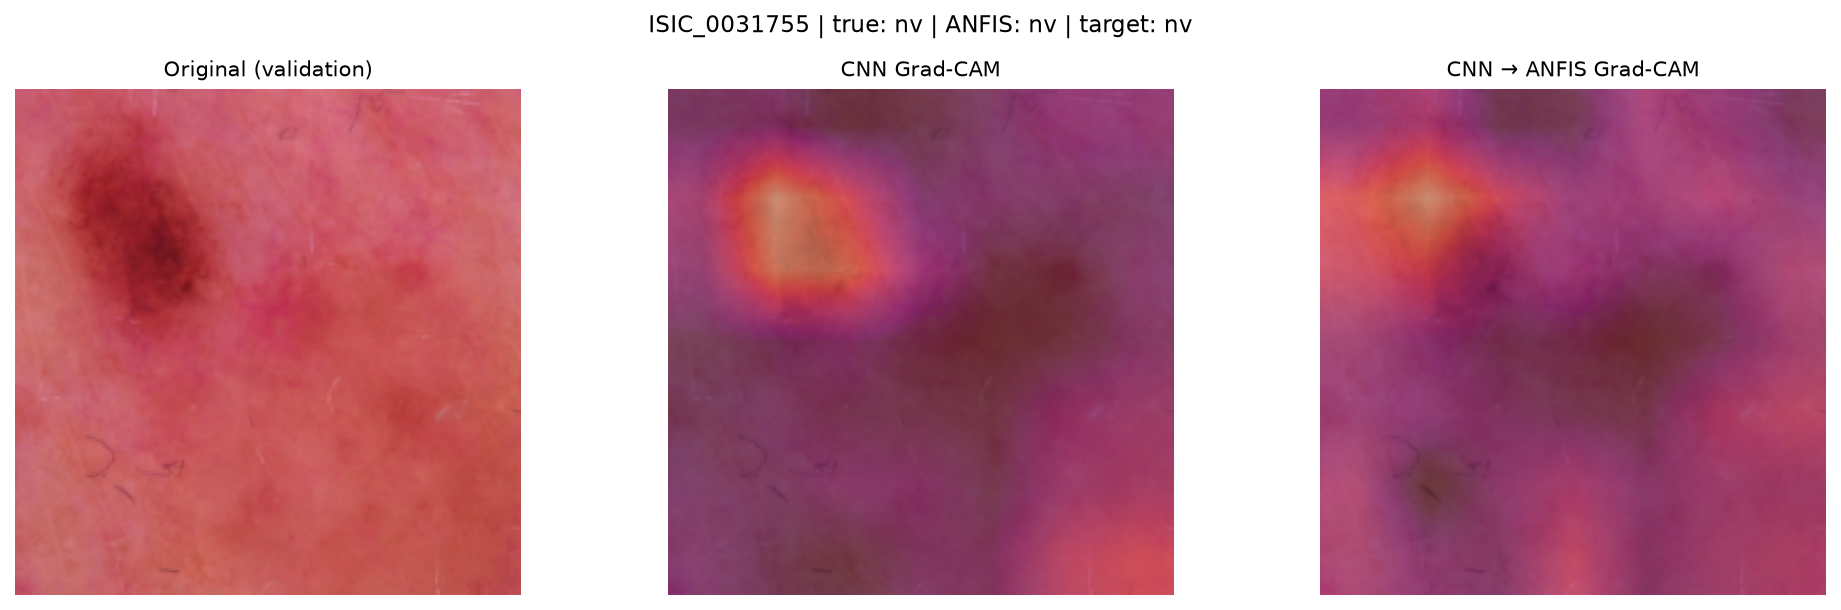 ISIC_0031755 | true: nv | ANFIS: nv | target: nv
Original (validation)
CNN Grad-CAM
CNN → ANFIS Grad-CAM